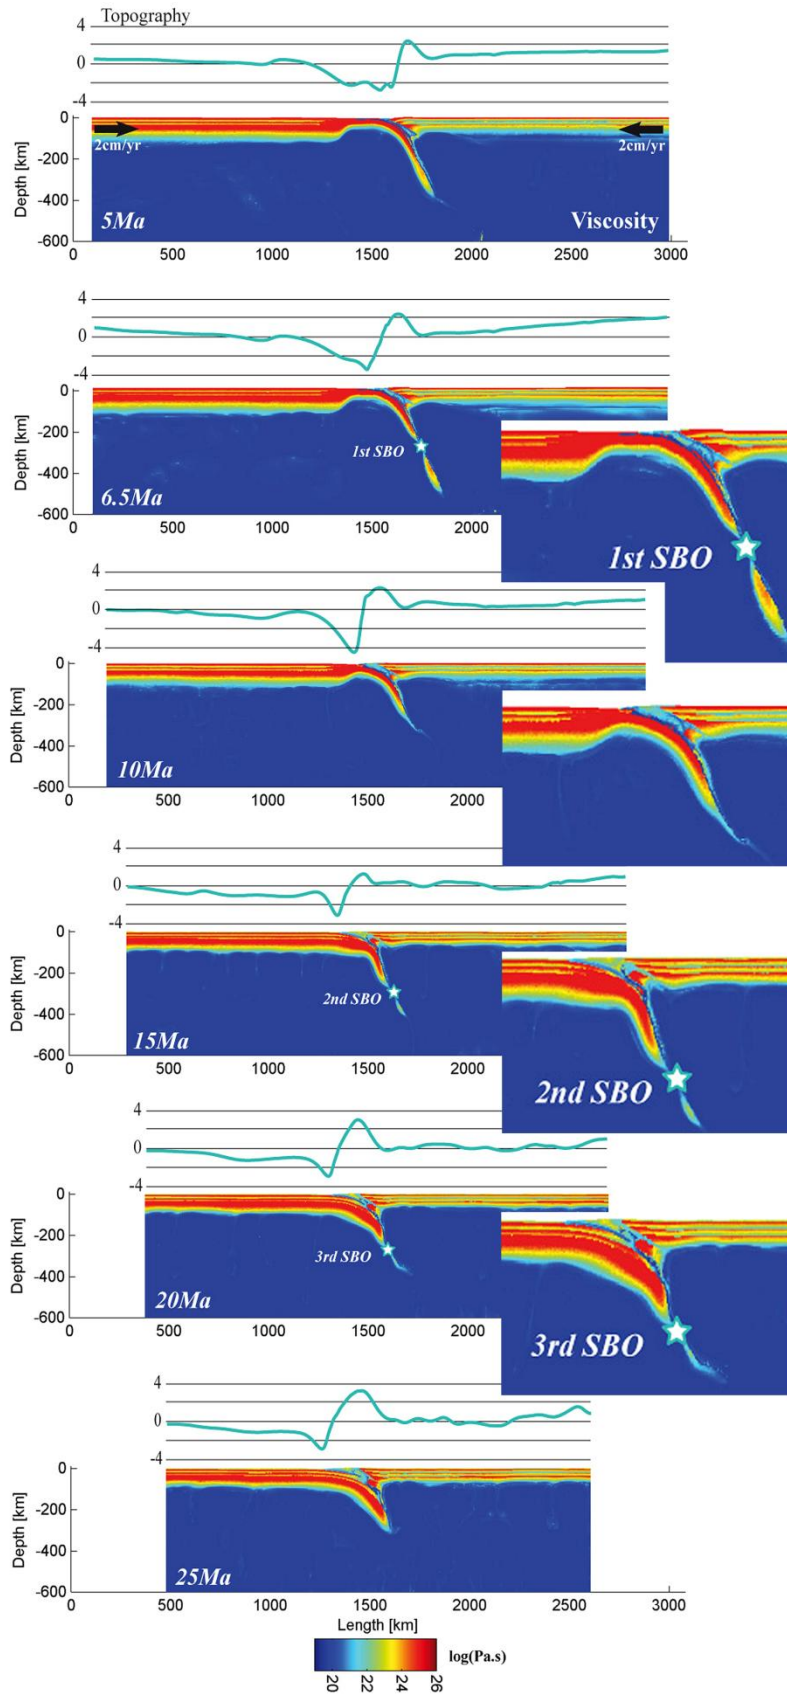 4
Topography
0
-4
0
2cm/yr
2cm/yr
-200
Depth [km]
-400
5Ma
Viscosity
-600
0 500 1000 1500 2000 2500 3000
4
0
-4
0
-200
Depth [km]
1st SBO
-400
6.5Ma
-600
0 500 1000 1500 2000
1st SBO
4
0
-4
0
-200
Depth [km]
-400
10Ma
-600
0 500 1000 1500 2000
4
0
-4
0
-200
Depth [km]
2nd SBO
-400
15Ma
-600
0 500 1000 1500 2000
2nd SBO
4
0
-4
0
-200
Depth [km]
3rd SBO
-400
20Ma
-600
0 500 1000 1500 2000
3rd SBO
4
0
-4
0
-200
Depth [km]
-400
25Ma
-600
0 500 1000 1500 2000 2500 3000
Length [km]
log(Pa.s)
20 22 24 26